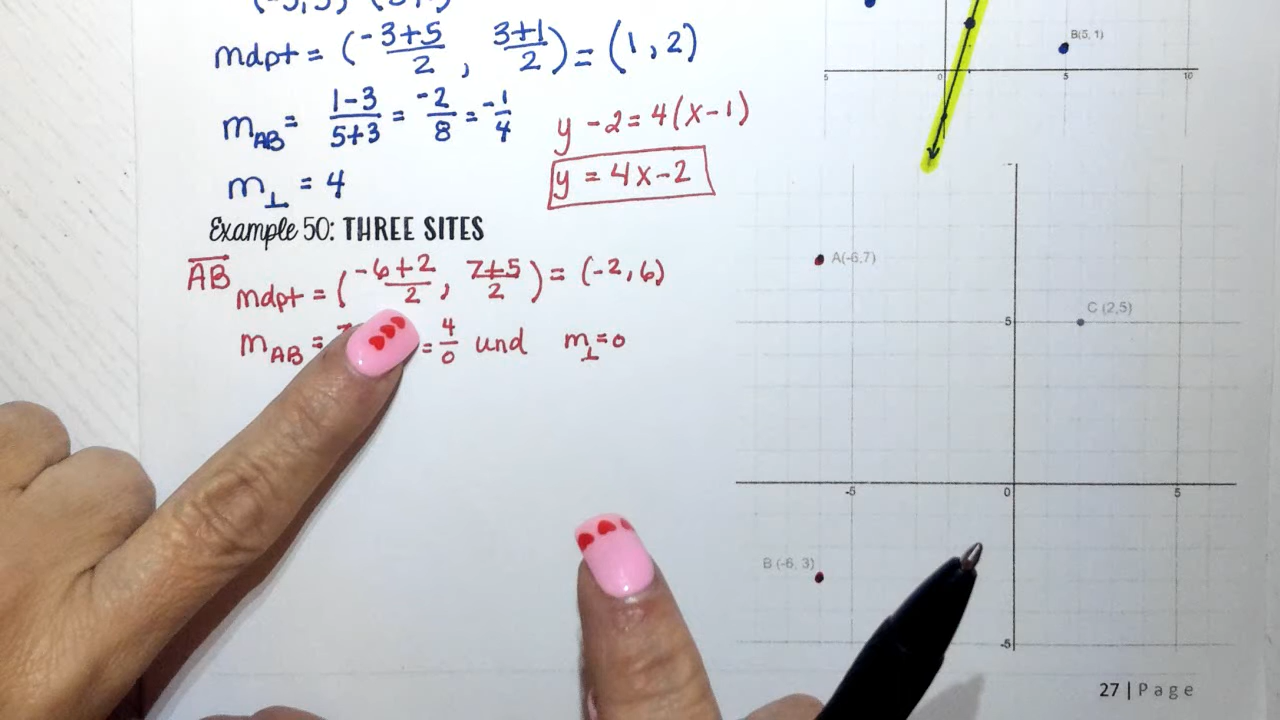 mdpt = (-3+5/2, 3+1/2) = (1, 2)
m_AB = 1-3/5+3 = -2/8 = -1/4
y - 2 = 4(x-1)
m⊥ = 4
y = 4x-2
Example 50: THREE SITES
AB mdpt = (-6+2/2, 7+5/2) = (-2, 6)
m_AB = = 4/0 und m⊥=0
B(5, 1)
5 0 5 10
A(-6,7)
C (2,5)
5
-5 0 5
B (-6, 3)
-5
27 | Page